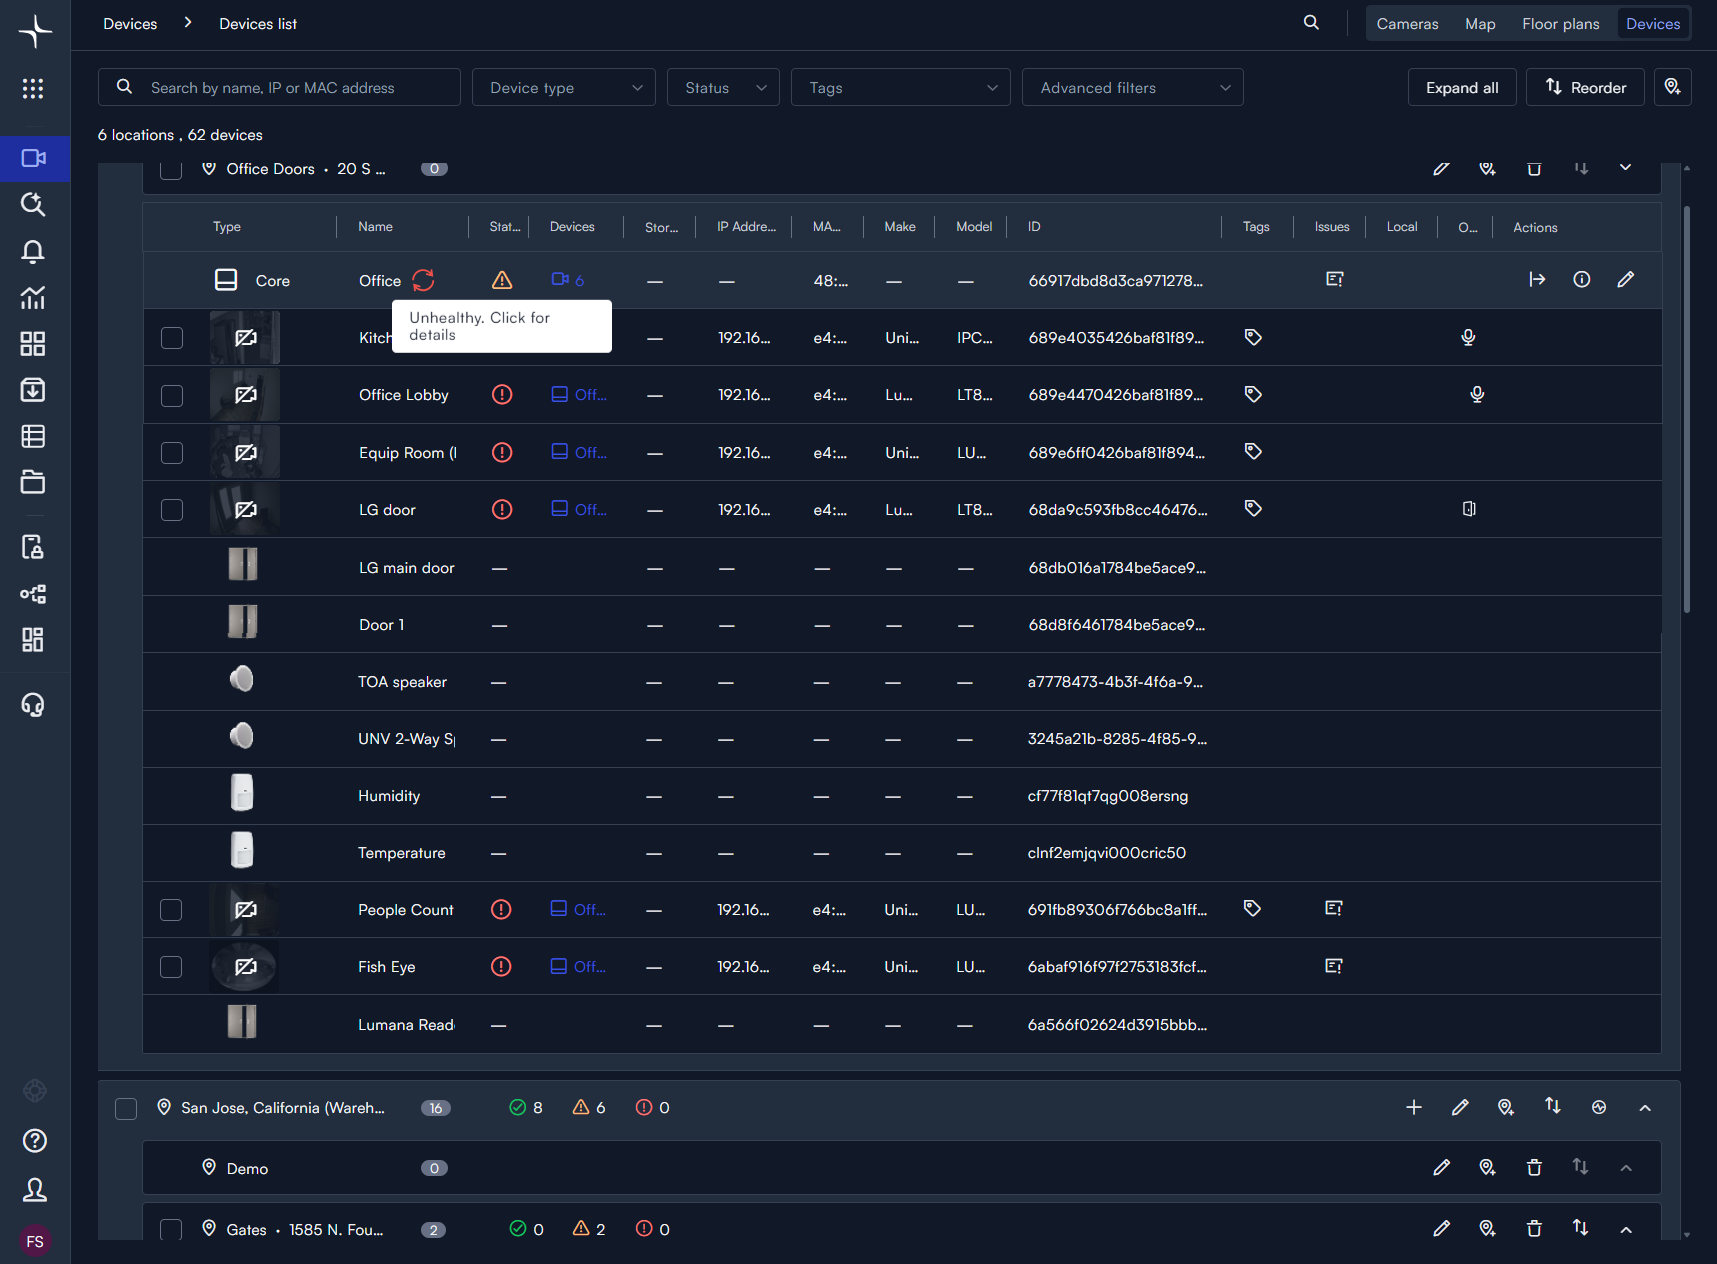 Devices > Devices list
Cameras Map Floor plans Devices
Search by name, IP or MAC address Device type Status Tags Advanced filters Expand all Reorder
6 locations , 62 devices
Office Doors • 20 S ... 0
Type Name Stat... Devices Stor... IP Addre... MA... Make Model ID Tags Issues Local O... Actions
Core Office 6 — — 48:... — — 66917dbd8d3ca971278...
Unhealthy. Click for
details
Kitch — 192.16... e4:... Uni... IPC... 689e4035426baf81f89...
Office Lobby Off... — 192.16... e4:... Lu... LT8... 689e4470426baf81f89...
Equip Room (I Off... — 192.16... e4:... Uni... LU... 689e6ff0426baf81f894...
LG door Off... — 192.16... e4:... Lu... LT8... 68da9c593fb8cc46476...
LG main door — — — — — — 68db016a1784be5ace9...
Door 1 — — — — — — 68d8f6461784be5ace9...
TOA speaker — — — — — — a7778473-4b3f-4f6a-9...
UNV 2-Way Sp — — — — — — 3245a21b-8285-4f85-9...
Humidity — — — — — — cf77f81qt7qg008ersng
Temperature — — — — — — clnf2emjqvi000cric50
People Count Off... — 192.16... e4:... Uni... LU... 691fb89306f766bc8a1ff...
Fish Eye Off... — 192.16... e4:... Uni... LU... 6abaf916f97f2753183fcf...
Lumana Read — — — — — — 6a566f02624d3915bbb...
San Jose, California (Wareh... 16 8 6 0
Demo 0
Gates • 1585 N. Fou... 2 0 2 0
FS